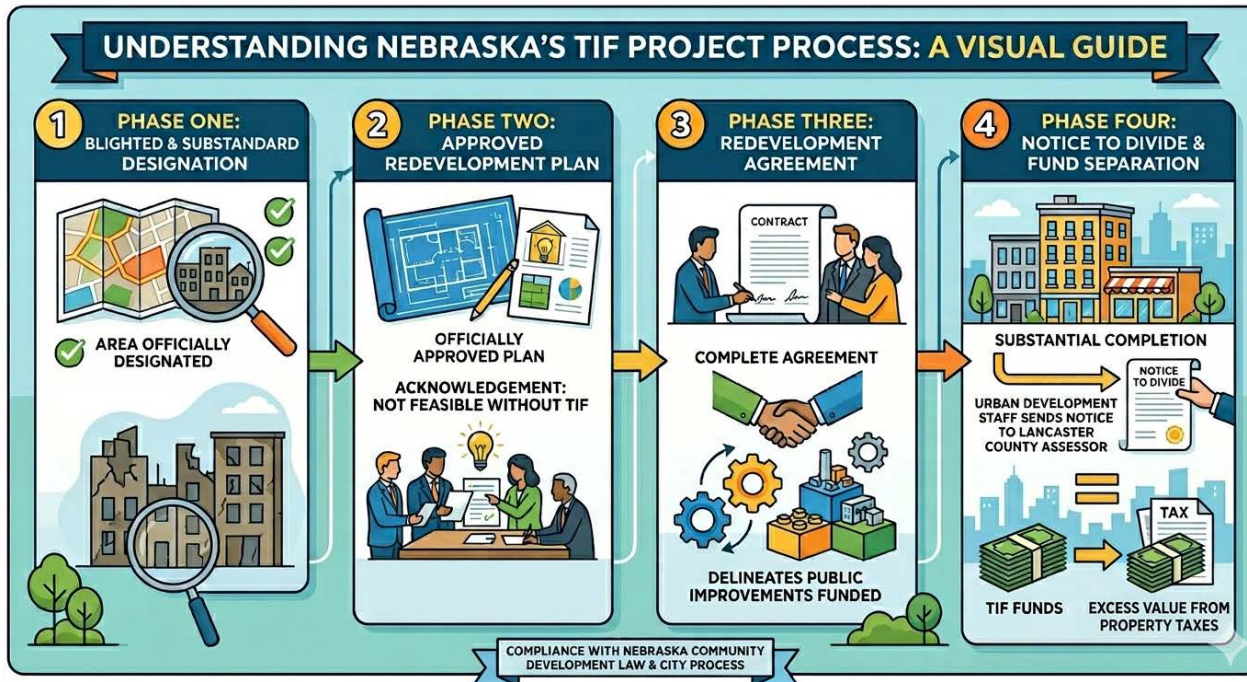 UNDERSTANDING NEBRASKA'S TIF PROJECT PROCESS: A VISUAL GUIDE
1
PHASE ONE:
BLIGHTED & SUBSTANDARD
DESIGNATION
AREA OFFICIALLY
DESIGNATED
2
PHASE TWO:
APPROVED
REDEVELOPMENT PLAN
OFFICIALLY
APPROVED PLAN
ACKNOWLEDGEMENT:
NOT FEASIBLE WITHOUT TIF
3
PHASE THREE:
REDEVELOPMENT
AGREEMENT
CONTRACT
COMPLETE AGREEMENT
DELINEATES PUBLIC
IMPROVEMENTS FUNDED
4
PHASE FOUR:
NOTICE TO DIVIDE &
FUND SEPARATION
SUBSTANTIAL COMPLETION
NOTICE
TO DIVIDE
URBAN DEVELOPMENT
STAFF SENDS NOTICE
TO LANCASTER
COUNTY ASSESSOR
TAX
TIF FUNDS
EXCESS VALUE FROM
PROPERTY TAXES
COMPLIANCE WITH NEBRASKA COMMUNITY
DEVELOPMENT LAW & CITY PROCESS